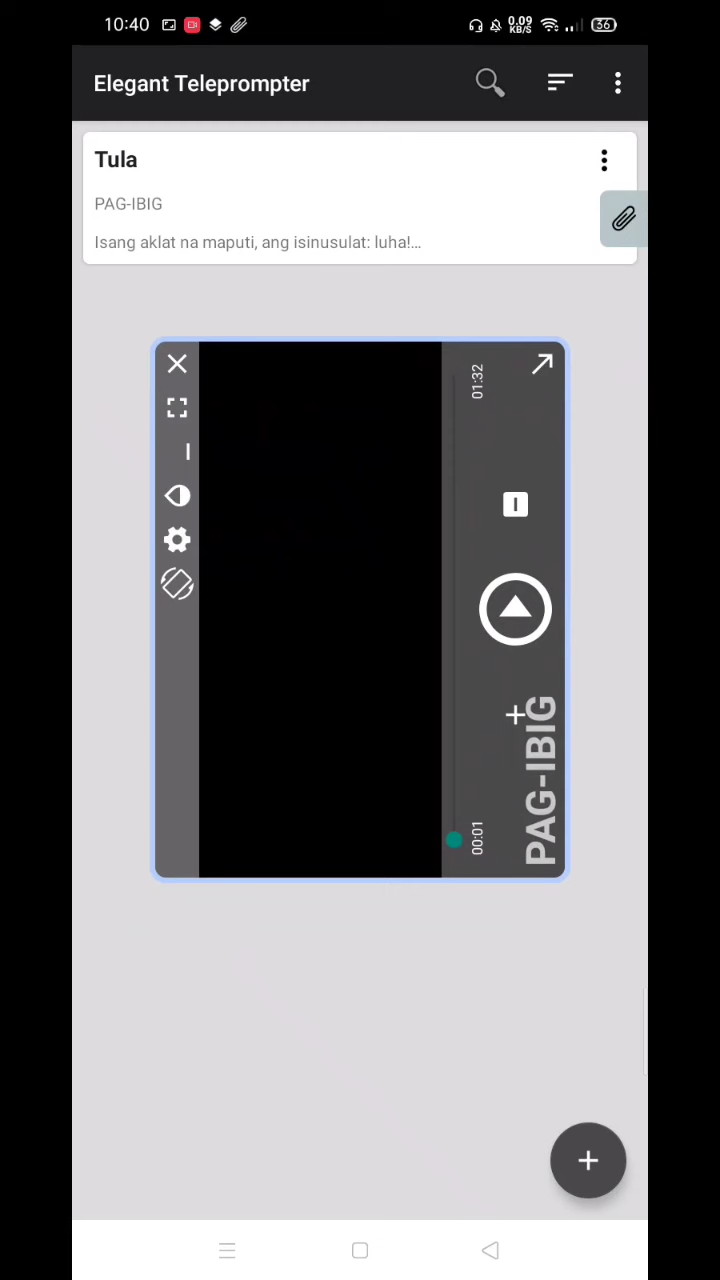 10:40
0.09
KB/S
36
Elegant Teleprompter
Tula
PAG-IBIG
Isang aklat na maputi, ang isinusulat: luha!...
01:32
00:01
PAG-IBIG